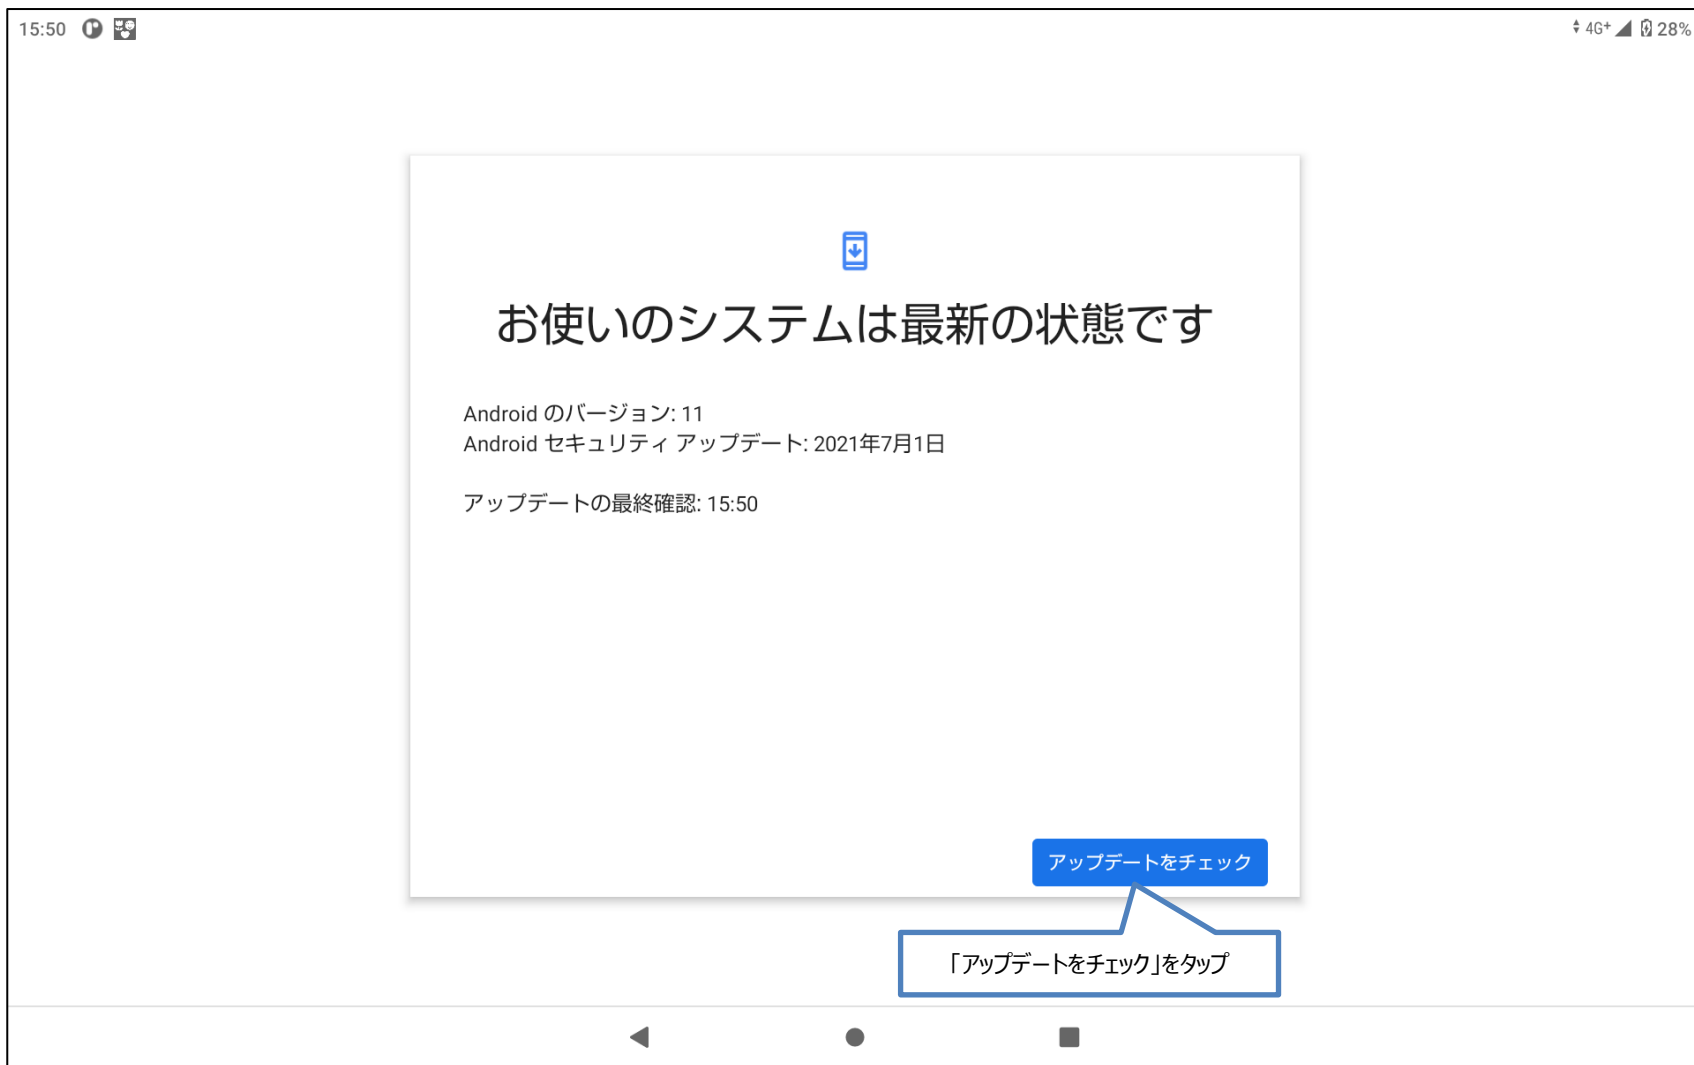 15:50
4G+ 28%
お使いのシステムは最新の状態です
Android のバージョン: 11
Android セキュリティ アップデート: 2021年7月1日
アップデートの最終確認: 15:50
アップデートをチェック
「アップデートをチェック」をタップ